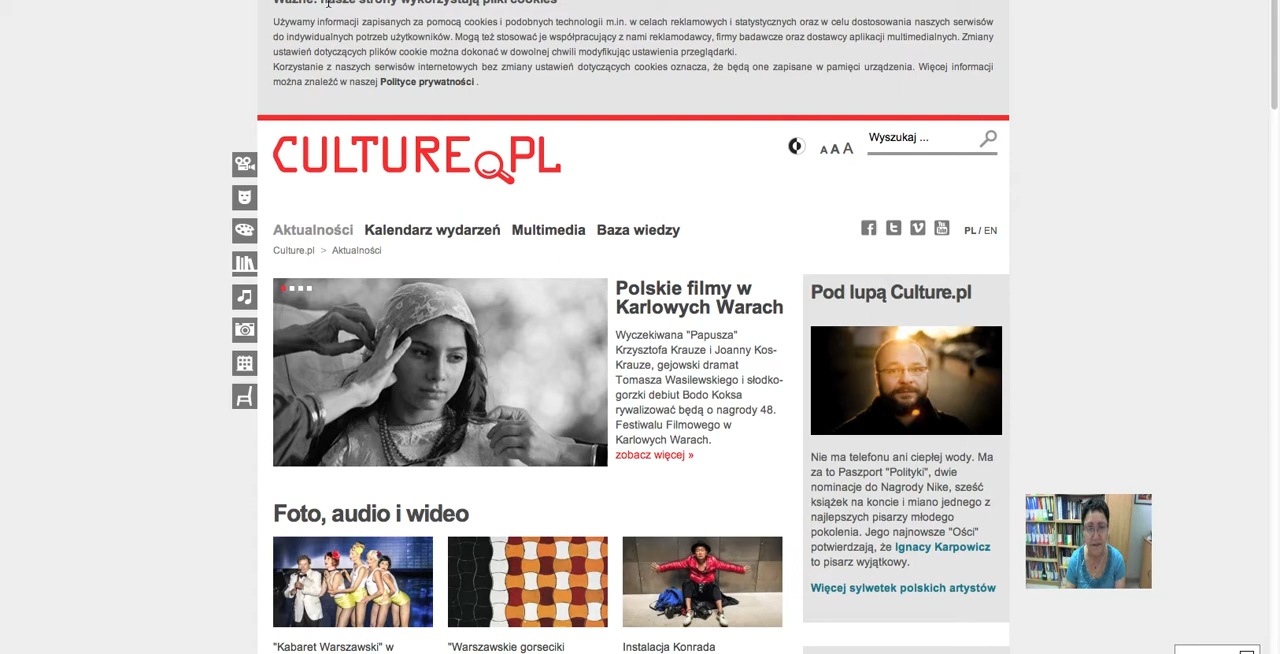 Ważne: nasze strony wykorzystują pliki cookies
Używamy informacji zapisanych za pomocą cookies i podobnych technologii m.in. w celach reklamowych i statystycznych oraz w celu dostosowania naszych serwisów
do indywidualnych potrzeb użytkowników. Mogą też stosować je współpracujący z nami reklamodawcy, firmy badawcze oraz dostawcy aplikacji multimedialnych. Zmiany
ustawień dotyczących plików cookie można dokonać w dowolnej chwili modyfikując ustawienia przeglądarki.
Korzystanie z naszych serwisów internetowych bez zmiany ustawień dotyczących cookies oznacza, że będą one zapisane w pamięci urządzenia. Więcej informacji
można znaleźć w naszej Polityce prywatności .
CULTURE.PL
A A A
Wyszukaj ...
Aktualności Kalendarz wydarzeń Multimedia Baza wiedzy
PL / EN
Culture.pl > Aktualności
Polskie filmy w
Karlowych Warach
Wyczekiwana "Papusza"
Krzysztofa Krauze i Joanny Kos-
Krauze, gejowski dramat
Tomasza Wasilewskiego i słodko-
gorzki debiut Bodo Koksa
rywalizować będą o nagrody 48.
Festiwalu Filmowego w
Karlowych Warach.
zobacz więcej »
Pod lupą Culture.pl
Nie ma telefonu ani ciepłej wody. Ma
za to Paszport "Polityki", dwie
nominacje do Nagrody Nike, sześć
książek na koncie i miano jednego z
najlepszych pisarzy młodego
pokolenia. Jego najnowsze "Ości"
potwierdzają, że Ignacy Karpowicz
to pisarz wyjątkowy.
Więcej sylwetek polskich artystów
Foto, audio i wideo
"Kabaret Warszawski" w
"Warszawskie gorseciki
Instalacja Konrada